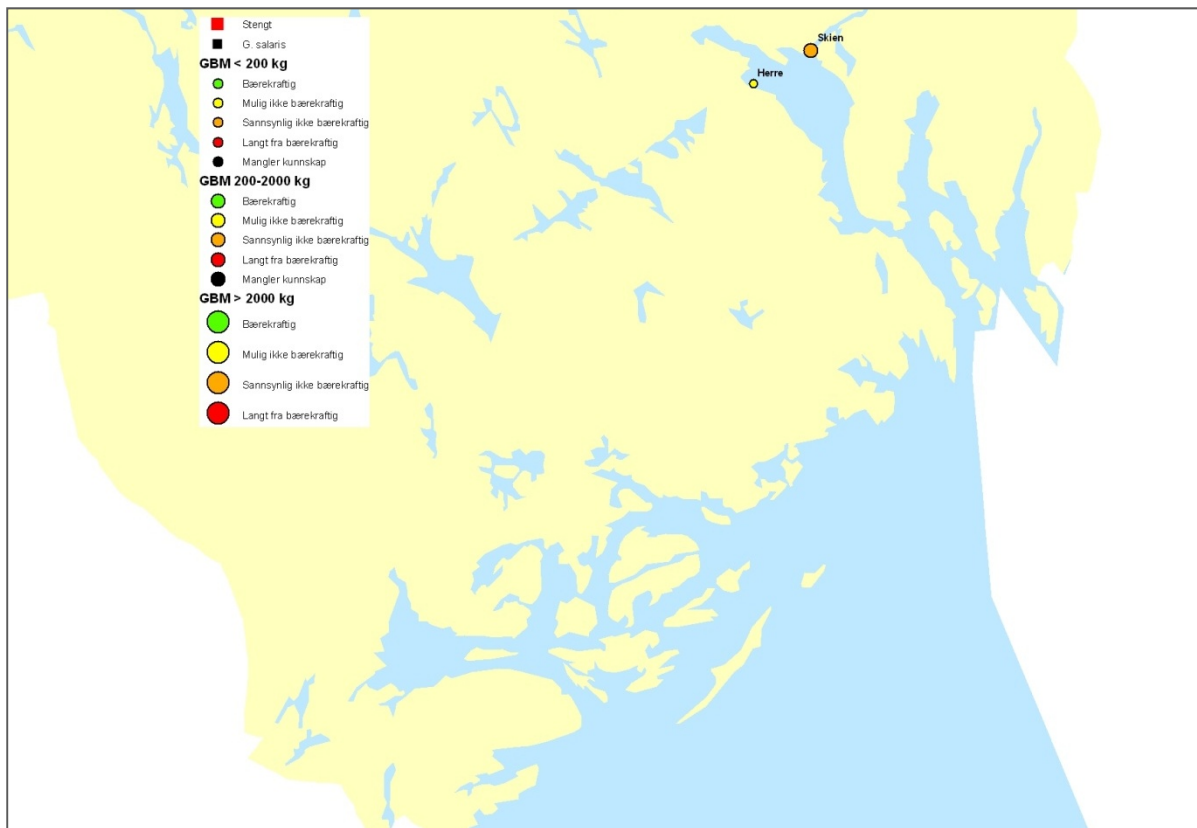 Stengt
G. salaris
GBM < 200 kg
Bærekraftig
Mulig ikke bærekraftig
Sannsynlig ikke bærekraftig
Langt fra bærekraftig
Mangler kunnskap
GBM 200-2000 kg
Bærekraftig
Mulig ikke bærekraftig
Sannsynlig ikke bærekraftig
Langt fra bærekraftig
Mangler kunnskap
GBM > 2000 kg
Bærekraftig
Mulig ikke bærekraftig
Sannsynlig ikke bærekraftig
Langt fra bærekraftig
Skien
Herre